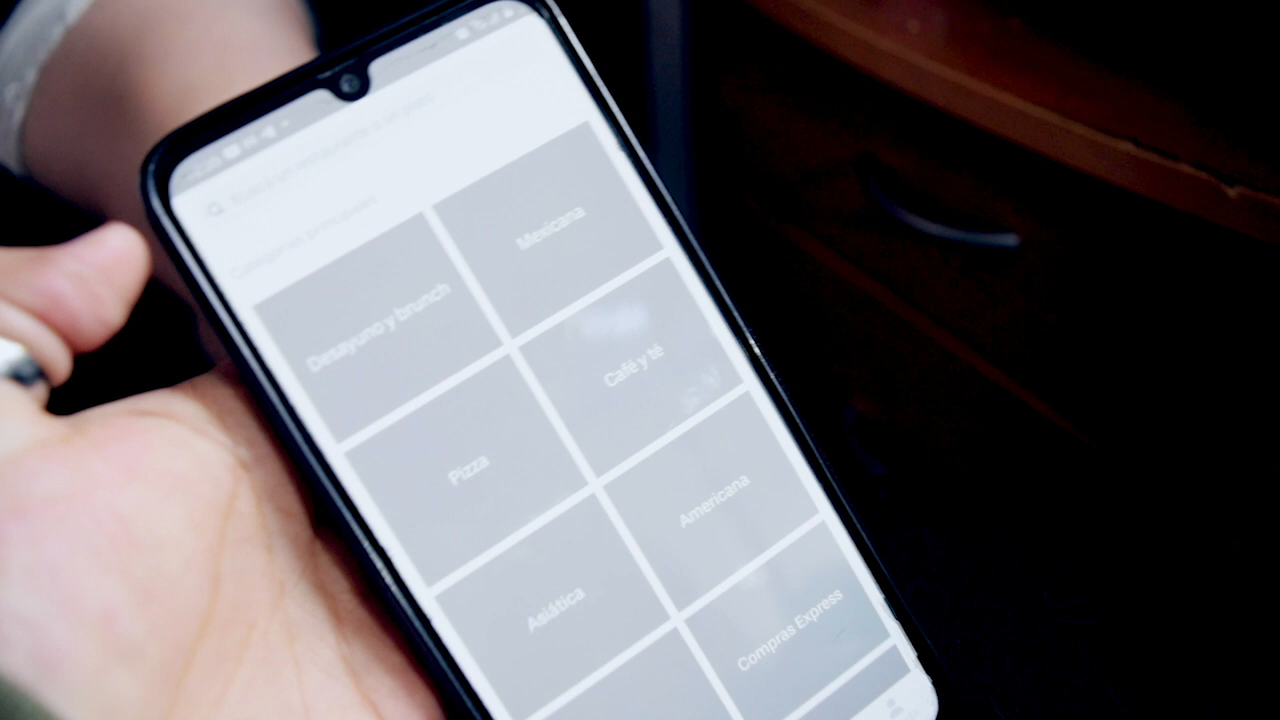 Desayuno y brunch
Mexicana
Pizza
Café y té
Asiática
Americana
Compras Express